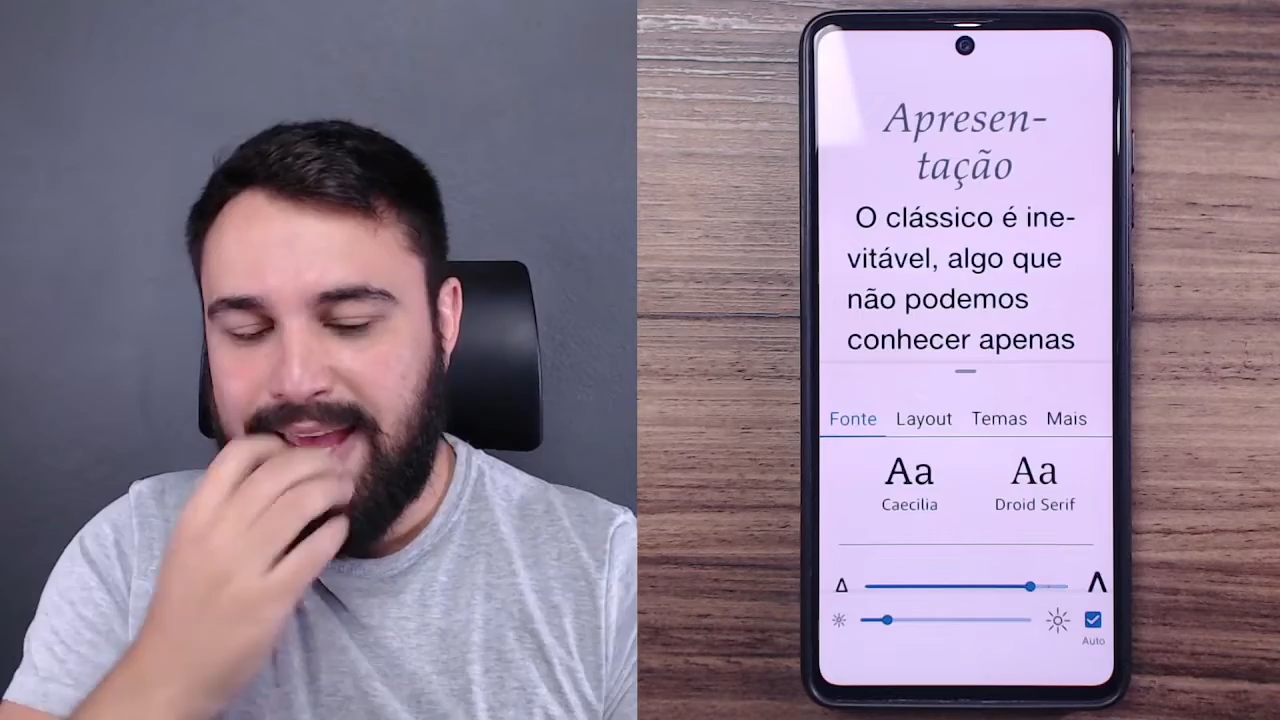 Apresen-
tação
O clássico é ine-
vitável, algo que
não podemos
conhecer apenas
Fonte Layout Temas Mais
Aa Aa
Caecilia Droid Serif
Auto